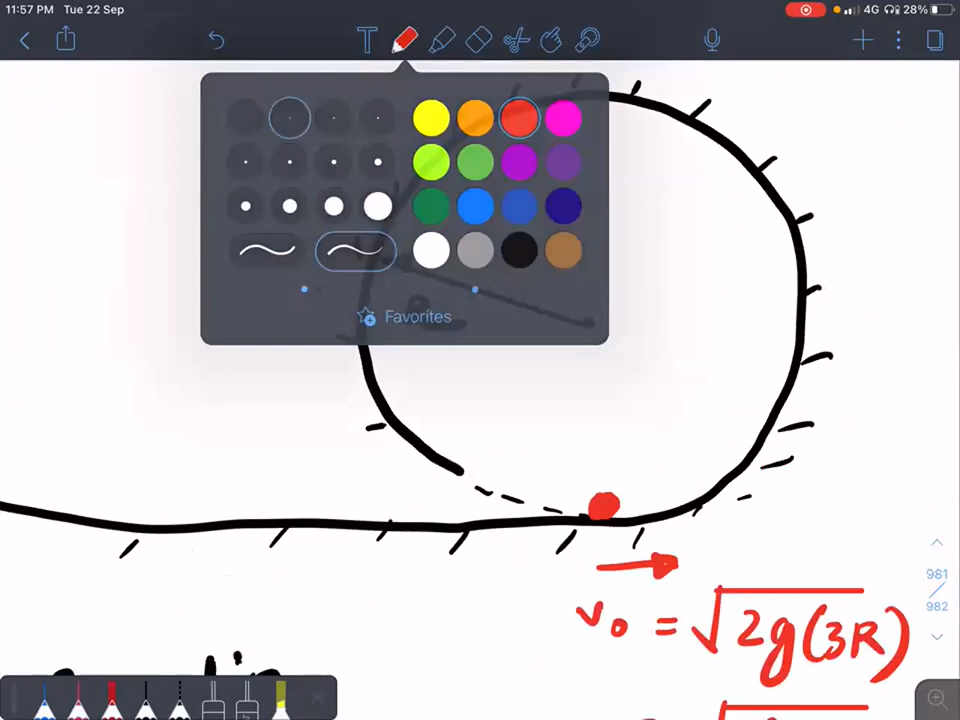 11:57 PM Tue 22 Sep
4G 28%
T
R
Favorites
981
982
v₀ = √2g(3R)